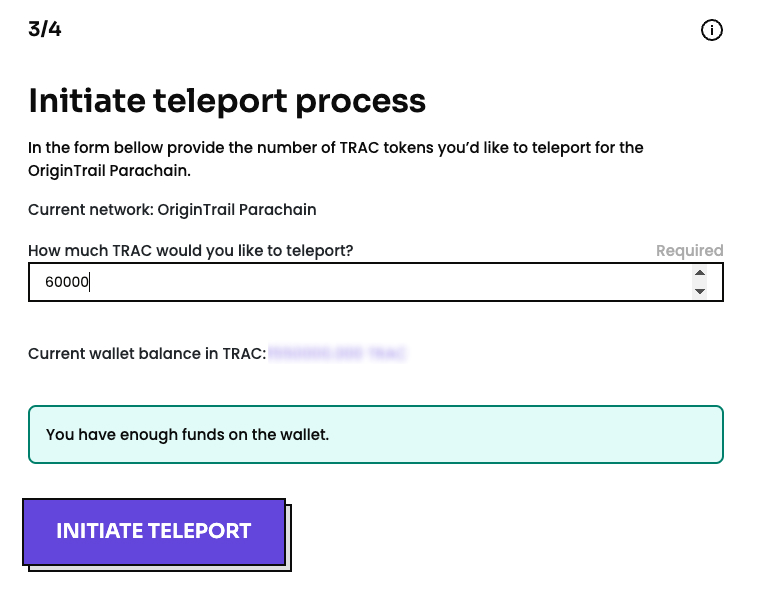 3/4
Initiate teleport process
In the form bellow provide the number of TRAC tokens you’d like to teleport for the
OriginTrail Parachain.
Current network: OriginTrail Parachain
How much TRAC would you like to teleport? Required
60000
Current wallet balance in TRAC:
You have enough funds on the wallet.
INITIATE TELEPORT